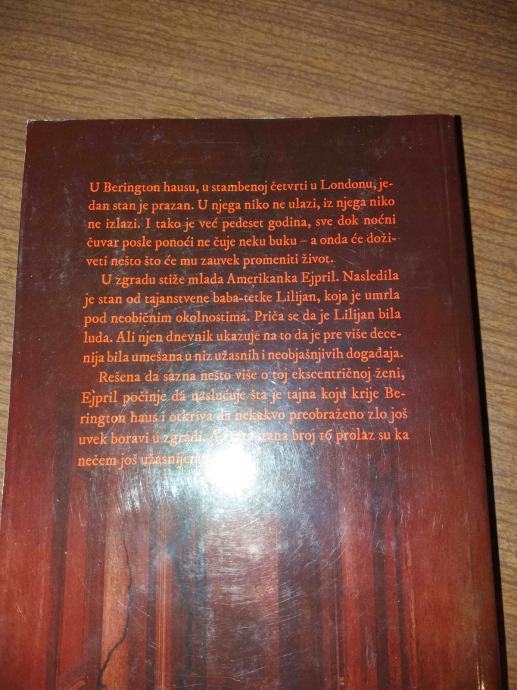 U Berington hausu, u stambenoj četvrti u Londonu, je-
dan stan je prazan. U njega niko ne ulazi, iz njega niko
ne izlazi. I tako je već pedeset godina, sve dok noćni
čuvar posle ponoći ne čuje neku buku – a onda će doži-
veti nešto što će mu zauvek promeniti život.
U zgradu stiže mlada Amerikanka Ejpril. Nasledila
je stan od tajanstvene baba-tetke Lilijan, koja je umrla
pod neobičnim okolnostima. Priča se da je Lilijan bila
luda. Ali njen dnevnik ukazuje na to da je pre više dece-
nija bila umešana u niz užasnih i neobjašnjivih događaja.
Rešena da sazna nešto više o toj ekscentričnoj ženi,
Ejpril počinje da naslućuje šta je tajna koju krije Be-
rington haus i otkriva da nekakvo preobraženo zlo još
uvek boravi u zgradi. A stana broj 16 prolaz su ka
nečem još užasnijem